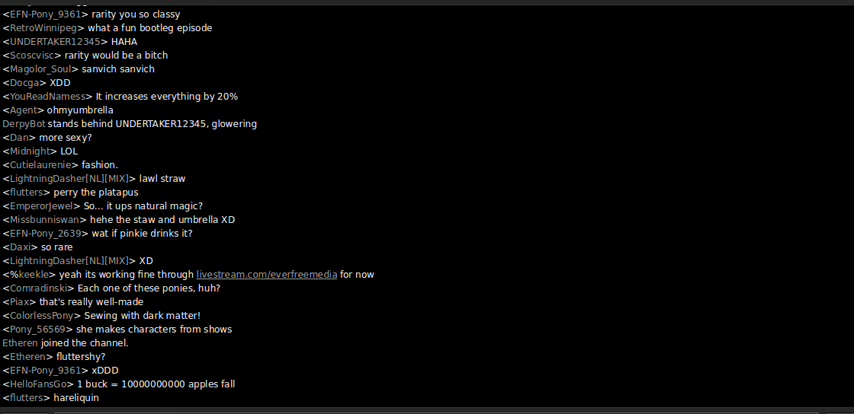 <EFN-Pony_9361> rarity you so classy
<RetroWinnipeg> what a fun bootleg episode
<UNDERTAKER12345> HAHA
<Scoscvisc> rarity would be a bitch
<Magolor_Soul> sanvich sanvich
<Docga> XDD
<YouReadNamess> It increases everything by 20%
<Agent> ohmyumbrella
DerpyBot stands behind UNDERTAKER12345, glowering
<Dan> more sexy?
<Midnight> LOL
<Cutielaurenie> fashion.
<LightningDasher[NL][MIX]> lawl straw
<flutters> perry the platapus
<EmperorJewel> So... it ups natural magic?
<Missbunniswan> hehe the staw and umbrella XD
<EFN-Pony_2639> wat if pinkie drinks it?
<Daxi> so rare
<LightningDasher[NL][MIX]> XD
<%keekle> yeah its working fine through livestream.com/everfreemedia for now
<Comradinski> Each one of these ponies, huh?
<Piax> that's really well-made
<ColorlessPony> Sewing with dark matter!
<Pony_56569> she makes characters from shows
Etheren joined the channel.
<Etheren> fluttershy?
<EFN-Pony_9361> xDDD
<HelloFansGo> 1 buck = 10000000000 apples fall
<flutters> hareliquin